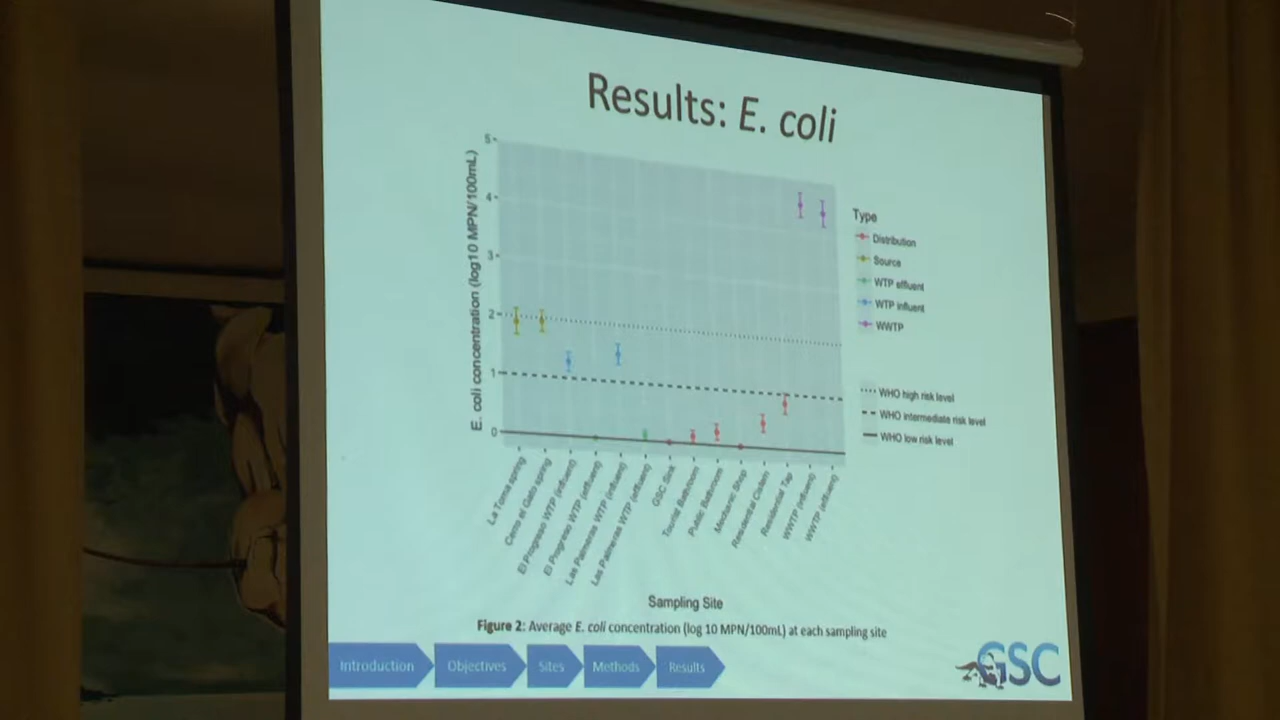 Results: E. coli
5
4
3
2
1
0
E. coli concentration (log10 MPN/100mL)
Type
Distribution
Source
WTP effluent
WTP influent
WWTP
WHO high risk level
WHO intermediate risk level
WHO low risk level
La Toma spring
Cerro el Gato spring
El Progreso WTP (influent)
El Progreso WTP (effluent)
Las Palmeras WTP (influent)
Las Palmeras WTP (effluent)
GSC Sink
Tourist Bathroom
Public Bathroom
Mechanic Shop
Residential Cistern
Residential Tap
WWTP (influent)
WWTP (effluent)
Sampling Site
Figure 2: Average E. coli concentration (log 10 MPN/100mL) at each sampling site
Introduction
Objectives
Sites
Methods
Results
GSC